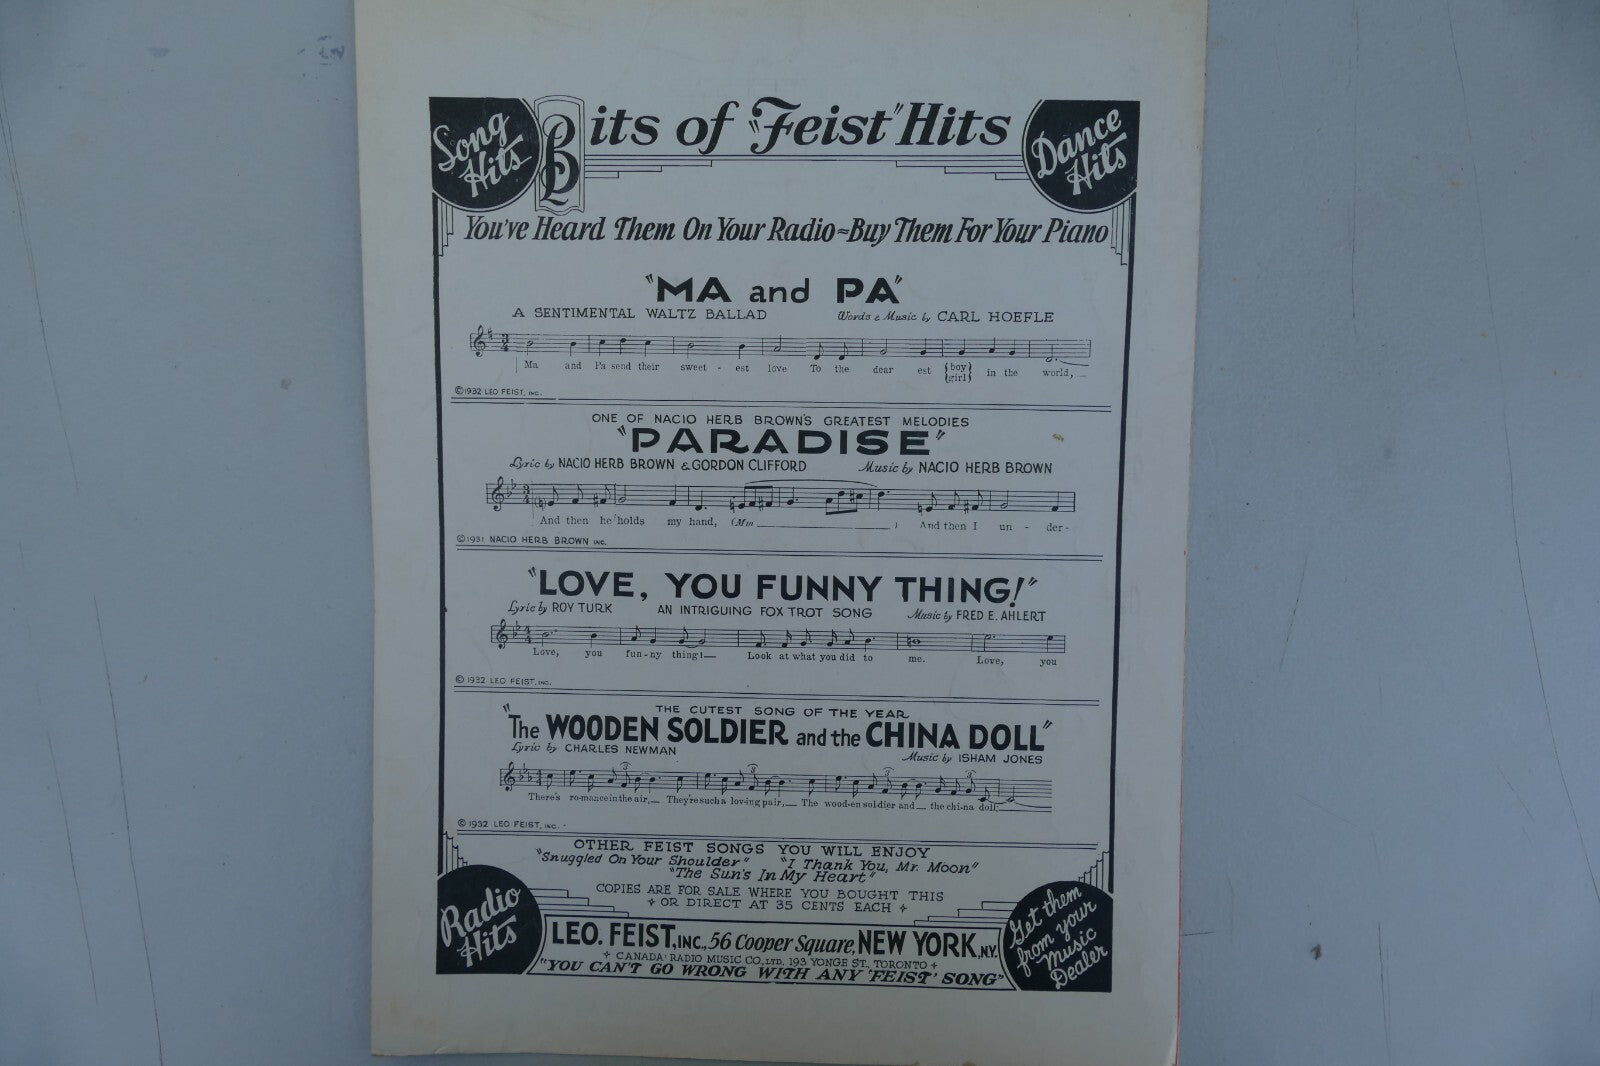 Song Hits
Bits of "Feist" Hits
Dance Hits
You've Heard Them On Your Radio~Buy Them For Your Piano
"MA and PA"
A SENTIMENTAL WALTZ BALLAD Words & Music by CARL HOEFLE
Ma and Pa send their sweet - est love To the dear est {boy} {girl} in the world,
©1932 LEO FEIST, INC.
ONE OF NACIO HERB BROWN'S GREATEST MELODIES
"PARADISE"
Lyric by NACIO HERB BROWN & GORDON CLIFFORD Music by NACIO HERB BROWN
And then he holds my hand, (Mm ) And then I un - der-
©1931 NACIO HERB BROWN INC.
"LOVE, YOU FUNNY THING!"
Lyric by ROY TURK AN INTRIGUING FOX TROT SONG Music by FRED E. AHLERT
Love, you fun-ny thing!— Look at what you did to me. Love, you
©1932 LEO FEIST, INC.
THE CUTEST SONG OF THE YEAR
"The WOODEN SOLDIER and the CHINA DOLL"
Lyric by CHARLES NEWMAN Music by ISHAM JONES
There's ro-mance in the air,— They're such a lov-ing pair,— The wood-en soldier and— the chi-na doll.
©1932 LEO FEIST, INC.
OTHER FEIST SONGS YOU WILL ENJOY
"Snuggled On Your Shoulder" "I Thank You, Mr. Moon"
"The Sun's In My Heart"
COPIES ARE FOR SALE WHERE YOU BOUGHT THIS
OR DIRECT AT 35 CENTS EACH
Radio Hits
LEO. FEIST, INC., 56 Cooper Square, NEW YORK, N.Y.
CANADA' RADIO MUSIC CO., LTD. 193 YONGE ST., TORONTO
"YOU CAN'T GO WRONG WITH ANY 'FEIST' SONG"
Get them from your Music Dealer